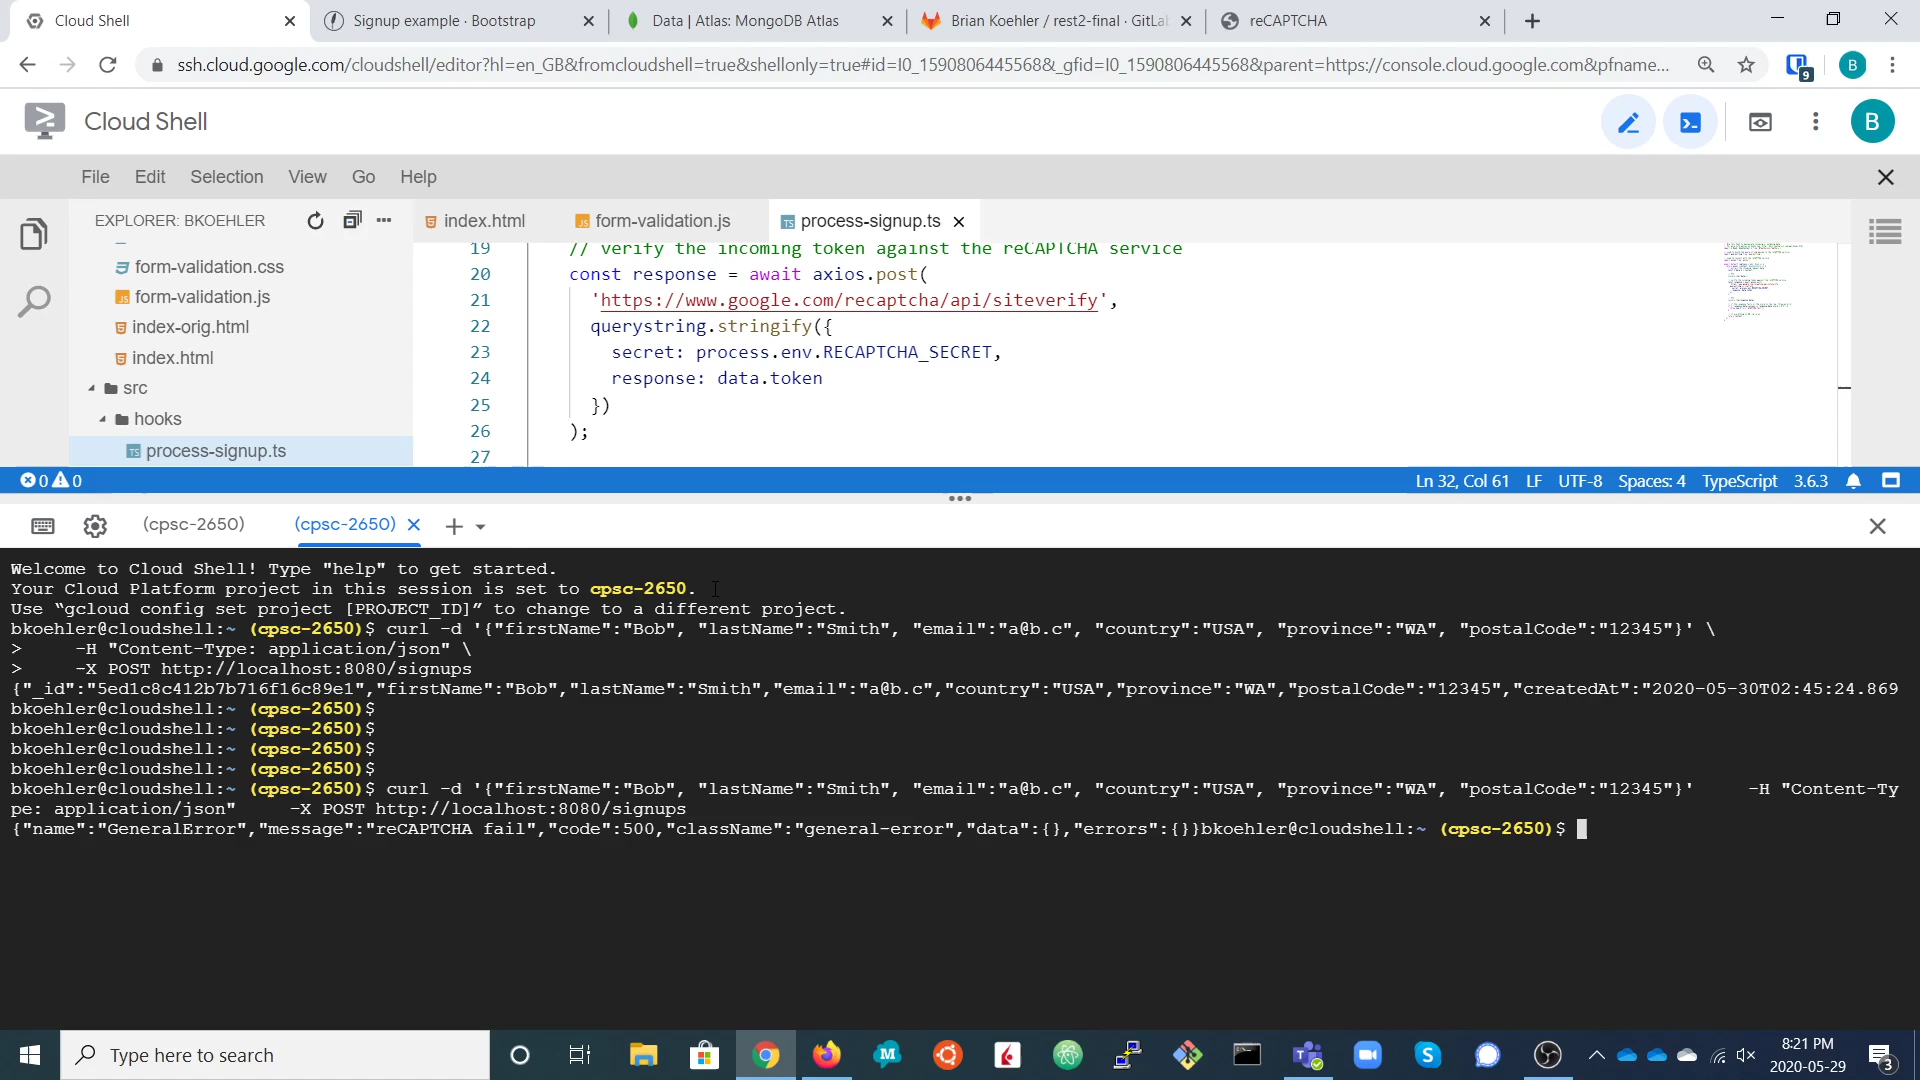 Cloud Shell
Signup example · Bootstrap
Data | Atlas: MongoDB Atlas
Brian Koehler / rest2-final · GitLab
reCAPTCHA
ssh.cloud.google.com/cloudshell/editor?hl=en_GB&fromcloudshell=true&shellonly=true#id=I0_1590806445568&_gfid=I0_1590806445568&parent=https://console.cloud.google.com&pfname...
9
B
Cloud Shell
B
File Edit Selection View Go Help
EXPLORER: BKOEHLER
index.html
form-validation.js
process-signup.ts
form-validation.css
form-validation.js
index-orig.html
index.html
src
hooks
process-signup.ts
19 // verify the incoming token against the reCAPTCHA service
20 const response = await axios.post(
21 'https://www.google.com/recaptcha/api/siteverify',
22 querystring.stringify({
23 secret: process.env.RECAPTCHA_SECRET,
24 response: data.token
25 })
26 );
27
0 0
Ln 32, Col 61 LF UTF-8 Spaces: 4 TypeScript 3.6.3
(cpsc-2650)
(cpsc-2650)
Welcome to Cloud Shell! Type "help" to get started.
Your Cloud Platform project in this session is set to cpsc-2650.
Use “gcloud config set project [PROJECT_ID]” to change to a different project.
bkoehler@cloudshell:~ (cpsc-2650)$ curl -d '{"firstName":"Bob", "lastName":"Smith", "email":"a@b.c", "country":"USA", "province":"WA", "postalCode":"12345"}' \
> -H "Content-Type: application/json" \
> -X POST http://localhost:8080/signups
{"_id":"5ed1c8c412b7b716f16c89e1","firstName":"Bob","lastName":"Smith","email":"a@b.c","country":"USA","province":"WA","postalCode":"12345","createdAt":"2020-05-30T02:45:24.869
bkoehler@cloudshell:~ (cpsc-2650)$
bkoehler@cloudshell:~ (cpsc-2650)$
bkoehler@cloudshell:~ (cpsc-2650)$
bkoehler@cloudshell:~ (cpsc-2650)$
bkoehler@cloudshell:~ (cpsc-2650)$ curl -d '{"firstName":"Bob", "lastName":"Smith", "email":"a@b.c", "country":"USA", "province":"WA", "postalCode":"12345"}' -H "Content-Ty
pe: application/json" -X POST http://localhost:8080/signups
{"name":"GeneralError","message":"reCAPTCHA fail","code":500,"className":"general-error","data":{},"errors":{}}bkoehler@cloudshell:~ (cpsc-2650)$
Type here to search
8:21 PM
2020-05-29
3